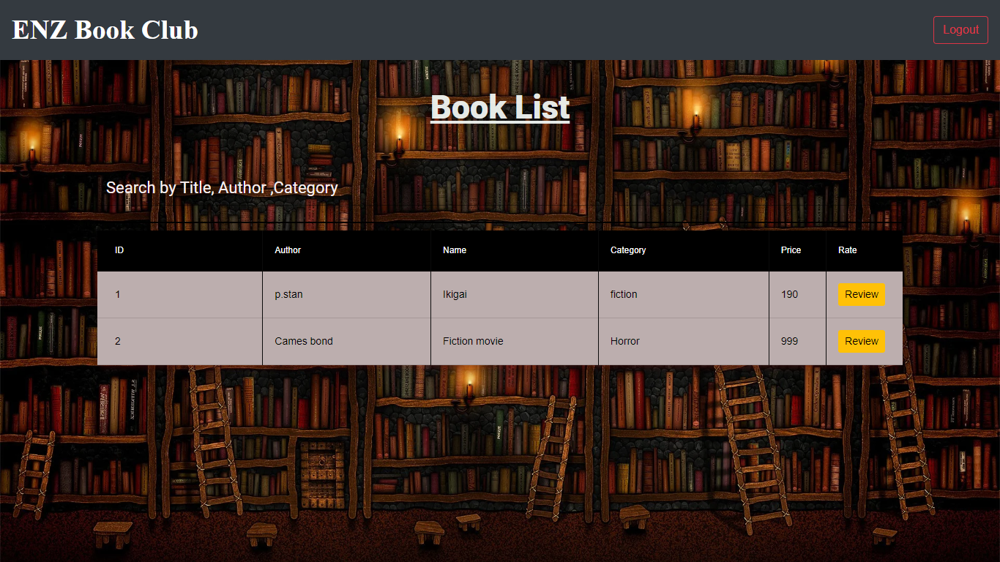 ENZ Book Club
Logout
Book List
Search by Title, Author ,Category
ID Author Name Category Price Rate
1 p.stan Ikigai fiction 190 Review
2 Cames bond Fiction movie Horror 999 Review